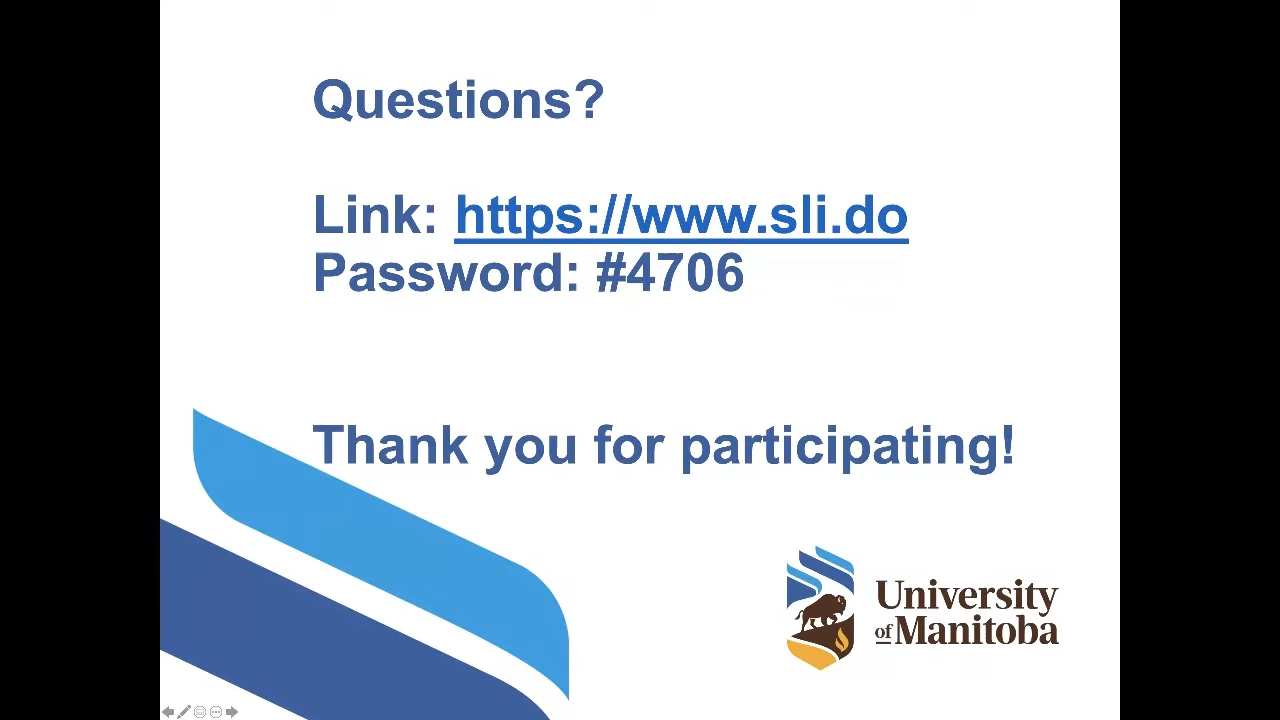 Questions?
Link: https://www.sli.do
Password: #4706
Thank you for participating!
University
of Manitoba